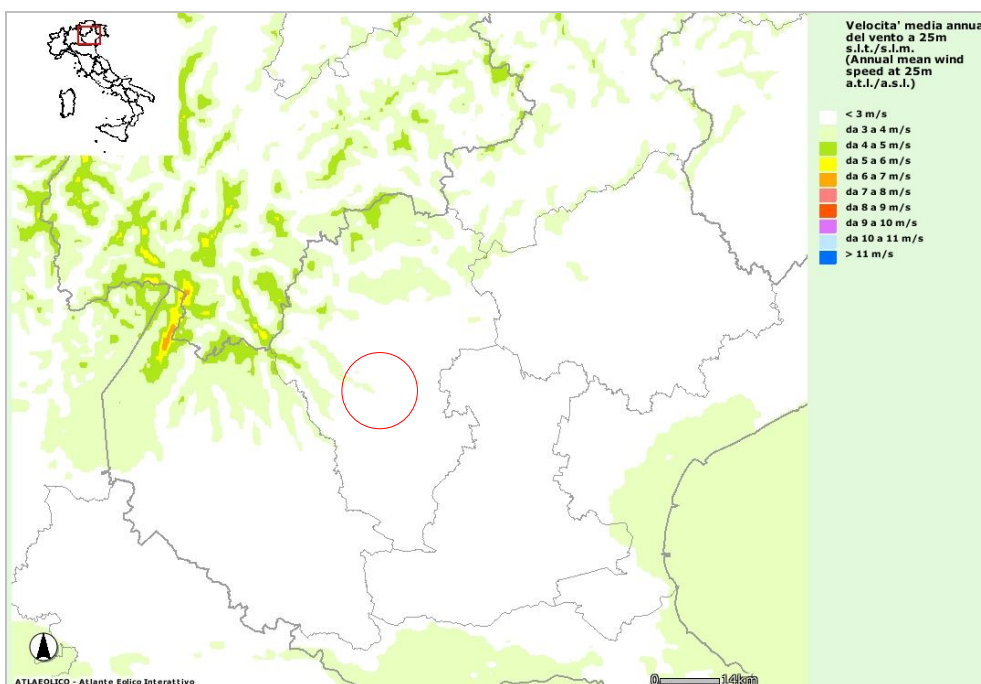 Velocita' media annua
del vento a 25m
s.l.t./s.l.m.
(Annual mean wind
speed at 25m
a.t.l./a.s.l.)
< 3 m/s
da 3 a 4 m/s
da 4 a 5 m/s
da 5 a 6 m/s
da 6 a 7 m/s
da 7 a 8 m/s
da 8 a 9 m/s
da 9 a 10 m/s
da 10 a 11 m/s
> 11 m/s
ATLAEOLICO - Atlante Eolico Interattivo
0 14km